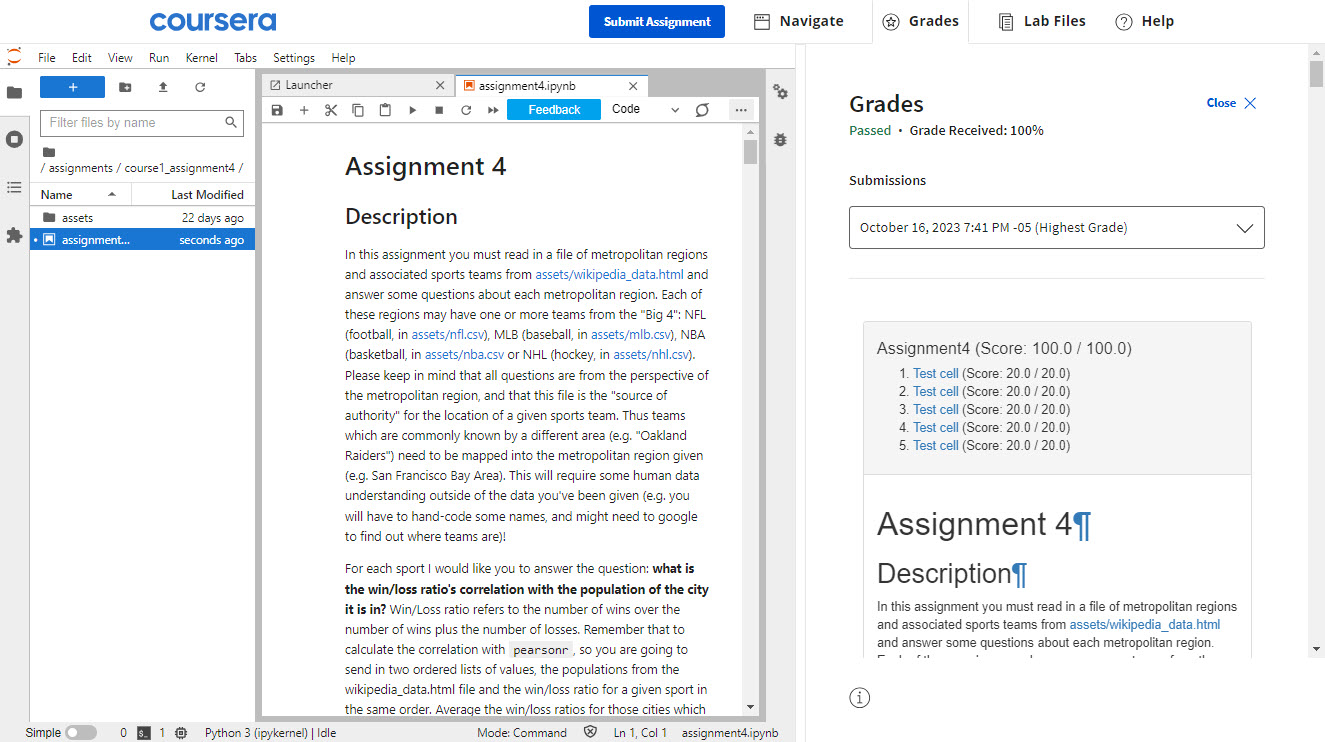 coursera
Submit Assignment
Navigate
Grades
Lab Files
Help
File Edit View Run Kernel Tabs Settings Help
+
Filter files by name
/ assignments / course1_assignment4 /
Name Last Modified
assets 22 days ago
assignment... seconds ago
Launcher
assignment4.ipynb
Feedback
Code
Assignment 4
Description
In this assignment you must read in a file of metropolitan regions
and associated sports teams from assets/wikipedia_data.html and
answer some questions about each metropolitan region. Each of
these regions may have one or more teams from the "Big 4": NFL
(football, in assets/nfl.csv), MLB (baseball, in assets/mlb.csv), NBA
(basketball, in assets/nba.csv or NHL (hockey, in assets/nhl.csv).
Please keep in mind that all questions are from the perspective of
the metropolitan region, and that this file is the "source of
authority" for the location of a given sports team. Thus teams
which are commonly known by a different area (e.g. "Oakland
Raiders") need to be mapped into the metropolitan region given
(e.g. San Francisco Bay Area). This will require some human data
understanding outside of the data you've been given (e.g. you
will have to hand-code some names, and might need to google
to find out where teams are)!
For each sport I would like you to answer the question: what is
the win/loss ratio's correlation with the population of the city
it is in? Win/Loss ratio refers to the number of wins over the
number of wins plus the number of losses. Remember that to
calculate the correlation with pearsonr, so you are going to
send in two ordered lists of values, the populations from the
wikipedia_data.html file and the win/loss ratio for a given sport in
the same order. Average the win/loss ratios for those cities which
Simple 0 $_ 1 Python 3 (ipykernel) | Idle Mode: Command Ln 1, Col 1 assignment4.ipynb
Grades
Close
Passed • Grade Received: 100%
Submissions
October 16, 2023 7:41 PM -05 (Highest Grade)
Assignment4 (Score: 100.0 / 100.0)
1. Test cell (Score: 20.0 / 20.0)
2. Test cell (Score: 20.0 / 20.0)
3. Test cell (Score: 20.0 / 20.0)
4. Test cell (Score: 20.0 / 20.0)
5. Test cell (Score: 20.0 / 20.0)
Assignment 4¶
Description¶
In this assignment you must read in a file of metropolitan regions
and associated sports teams from assets/wikipedia_data.html
and answer some questions about each metropolitan region.